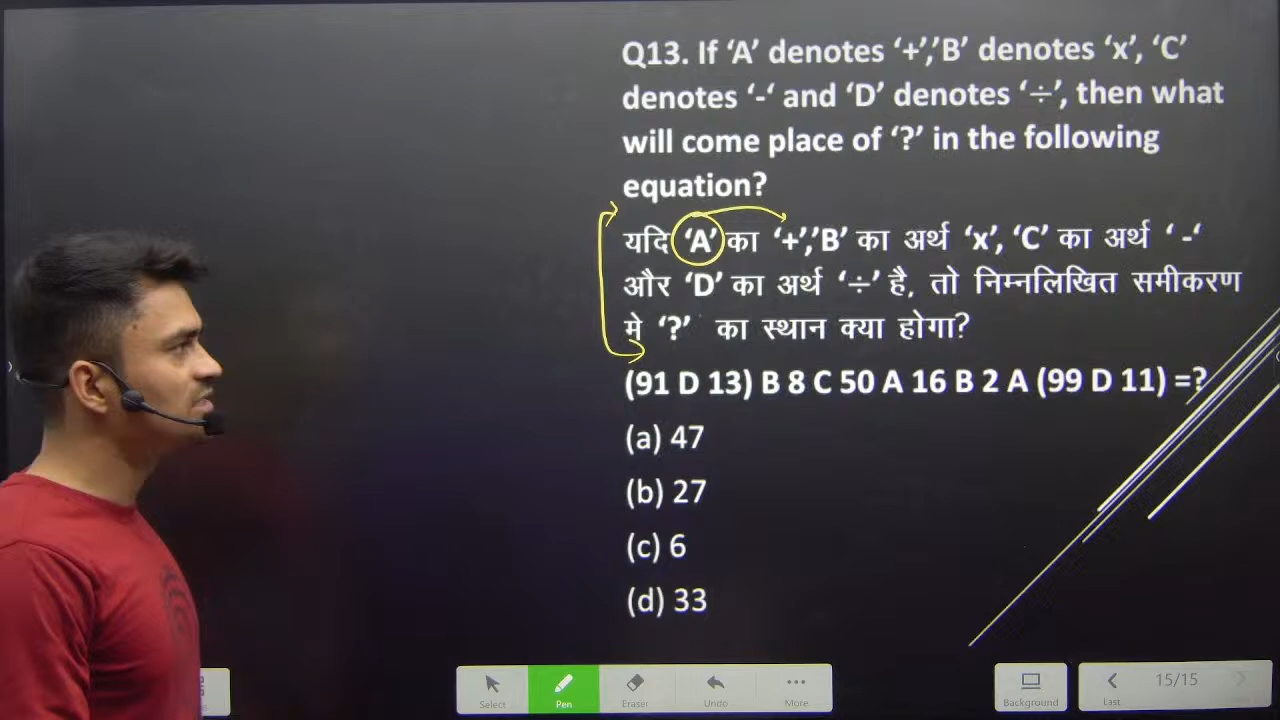 Q13. If ‘A’ denotes ‘+’,’B’ denotes ‘x’, ‘C’
denotes ‘-‘ and ‘D’ denotes ‘÷’, then what
will come place of ‘?’ in the following
equation?
यदि ‘A’ का ‘+’,’B’ का अर्थ ‘x’, ‘C’ का अर्थ ‘ -‘
और ‘D’ का अर्थ ‘÷’ है, तो निम्नलिखित समीकरण
मे ‘?’ का स्थान क्या होगा?
(91 D 13) B 8 C 50 A 16 B 2 A (99 D 11) =?
(a) 47
(b) 27
(c) 6
(d) 33
Select Pen Eraser Undo More Background Last 15/15